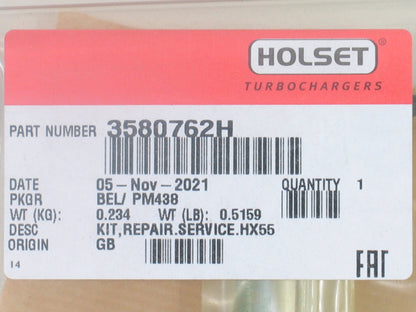 HOLSET®
TURBOCHARGERS
PART NUMBER 3580762H
DATE 05-Nov-2021 QUANTITY 1
PKGR BEL/ PM438
WT (KG): 0.234 WT (LB): 0.5159
DESC KIT,REPAIR.SERVICE.HX55
ORIGIN GB
14
EAC